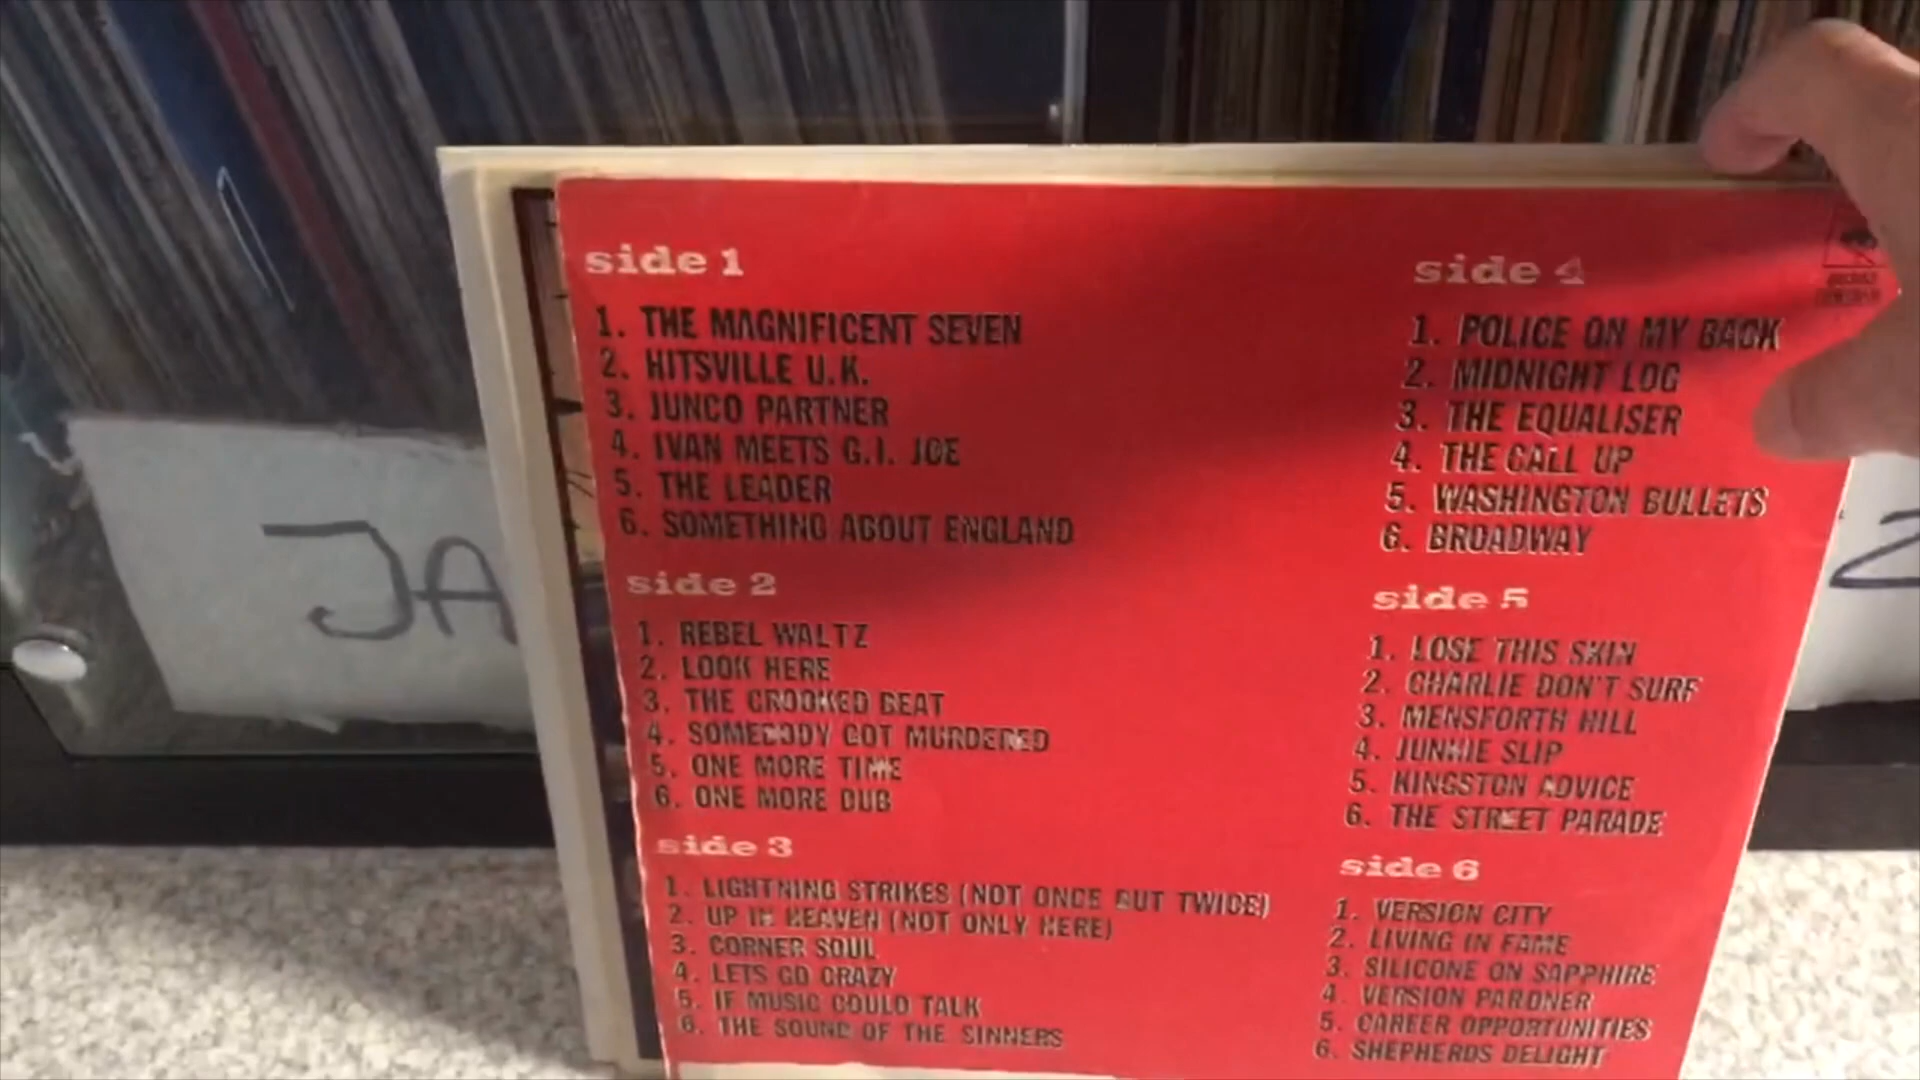 side 1
1. THE MAGNIFICENT SEVEN
2. HITSVILLE U.K.
3. JUNCO PARTNER
4. IVAN MEETS G.I. JOE
5. THE LEADER
6. SOMETHING ABOUT ENGLAND
side 2
1. REBEL WALTZ
2. LOOK HERE
3. THE CROOKED BEAT
4. SOMEBODY GOT MURDERED
5. ONE MORE TIME
6. ONE MORE DUB
side 3
1. LIGHTNING STRIKES (NOT ONCE BUT TWICE)
2. UP IN HEAVEN (NOT ONLY HERE)
3. CORNER SOUL
4. LETS GO CRAZY
5. IF MUSIC COULD TALK
6. THE SOUND OF THE SINNERS
side 4
1. POLICE ON MY BACK
2. MIDNIGHT LOG
3. THE EQUALISER
4. THE CALL UP
5. WASHINGTON BULLETS
6. BROADWAY
side 5
1. LOSE THIS SKIN
2. CHARLIE DON'T SURF
3. MENSFORTH HILL
4. JUNKIE SLIP
5. KINGSTON ADVICE
6. THE STREET PARADE
side 6
1. VERSION CITY
2. LIVING IN FAME
3. SILICONE ON SAPPHIRE
4. VERSION PARDNER
5. CAREER OPPORTUNITIES
6. SHEPHERDS DELIGHT
JA